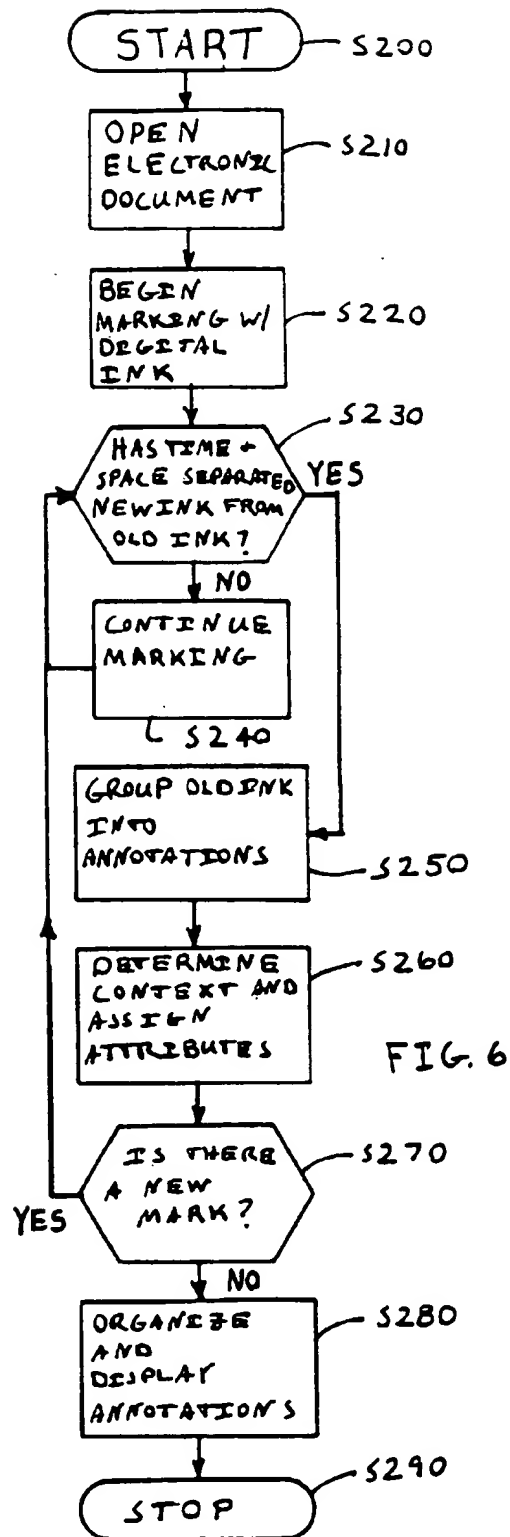 START
S200
OPEN
ELECTRONIC
DOCUMENT
S210
BEGIN
MARKING W/
DIGITAL
INK
S220
HAS TIME +
SPACE SEPARATED
NEW INK FROM
OLD INK?
S230
YES
NO
CONTINUE
MARKING
S240
GROUP OLD INK
INTO
ANNOTATIONS
S250
DETERMINE
CONTEXT AND
ASSIGN
ATTRIBUTES
S260
FIG. 6
IS THERE
A NEW
MARK?
S270
YES
NO
ORGANIZE
AND
DISPLAY
ANNOTATIONS
S280
STOP
S290